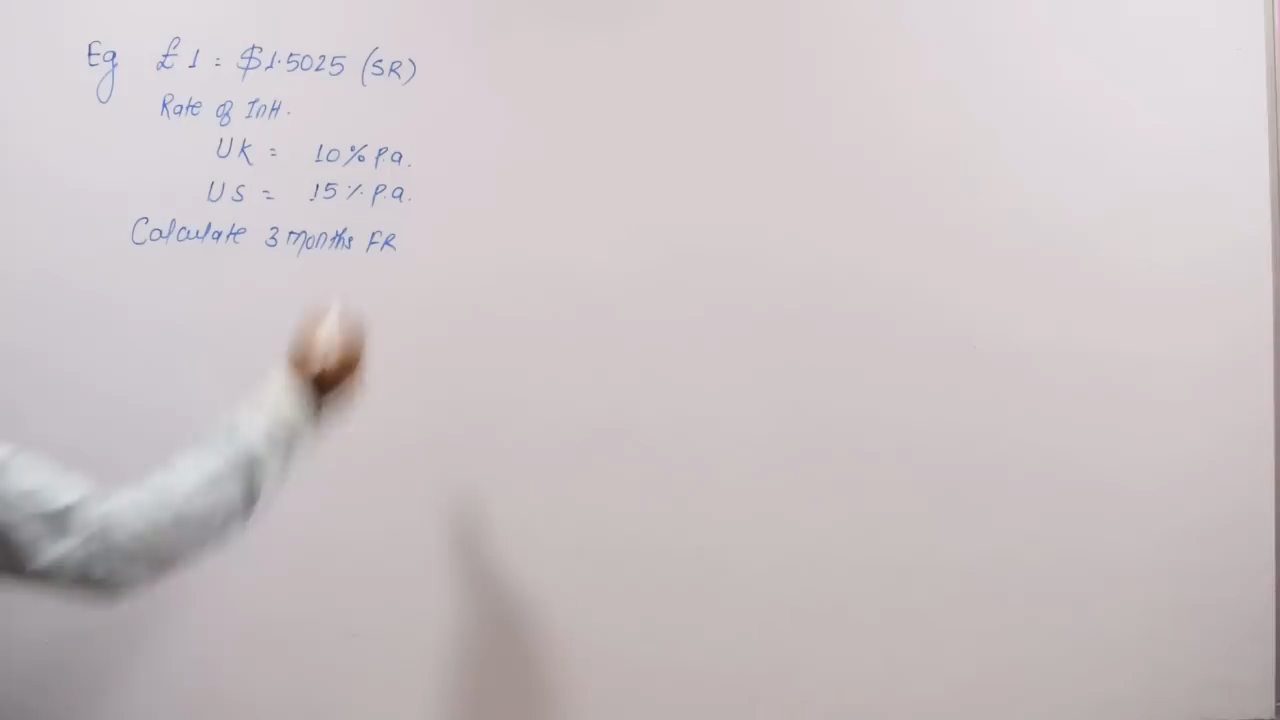 Eg £1 = $1.5025 (SR)
Rate of Int.
UK = 10% p.a.
US = 15% p.a.
Calculate 3 months FR